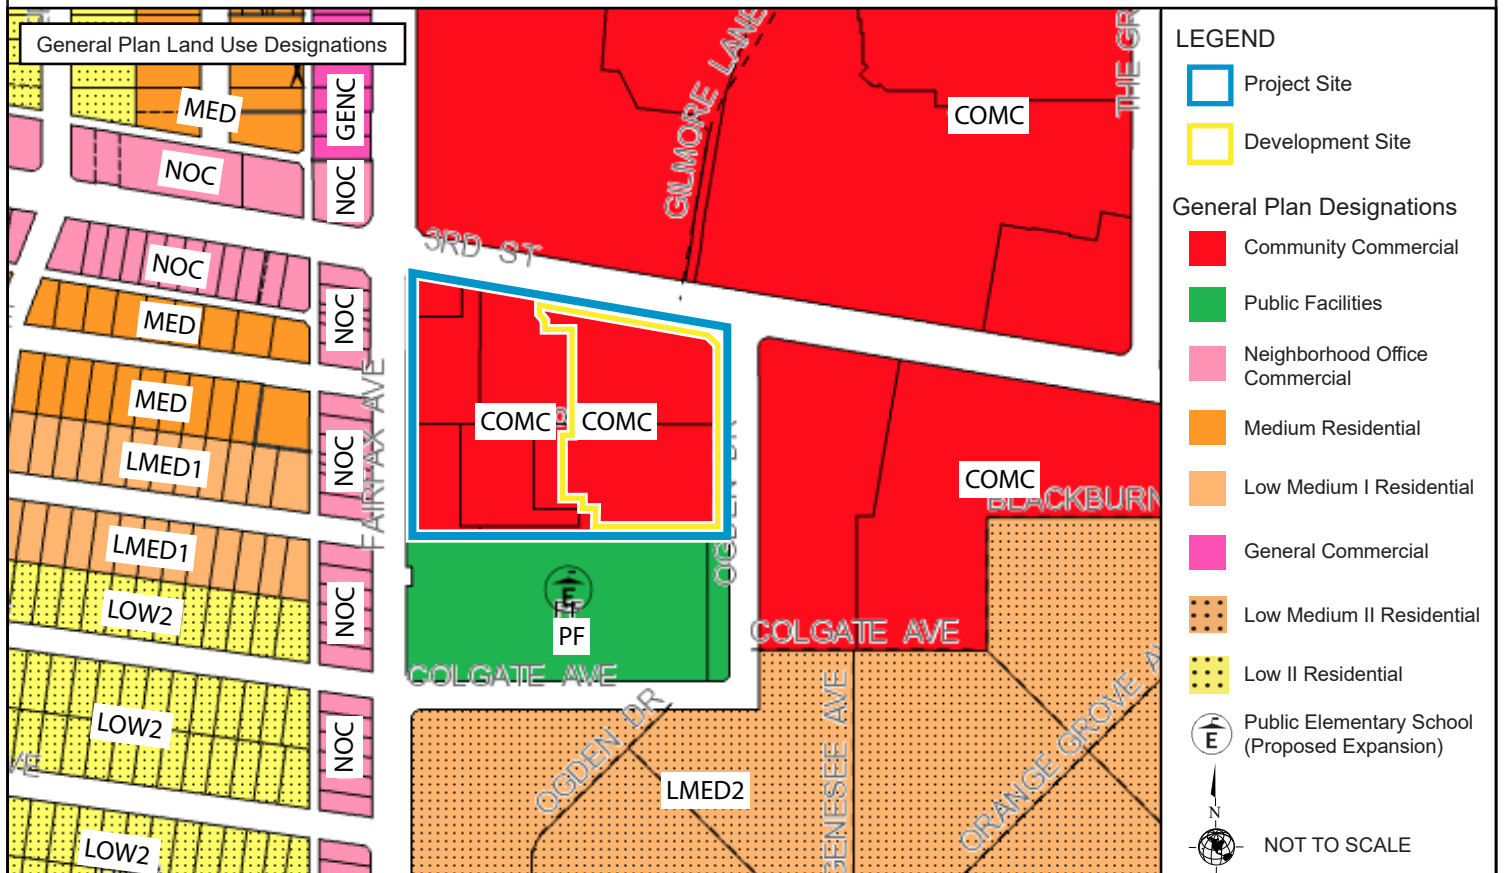 General Plan Land Use Designations
MED
GENC
NOC
NOC
NOC
MED
NOC
MED
LMED1
NOC
LMED1
LOW2
NOC
LOW2
NOC
LOW2
VE
FAIRFAX AVE
3RD ST
GILMORE LANE
THE GR
COMC
COMC
COMC
COMC
OGDEN DR
BLACKBURN
E
PF
COLGATE AVE
COLGATE AVE
OGDEN DR
GENESEE AVE
ORANGE GROVE AV
LMED2
LEGEND
Project Site
Development Site
General Plan Designations
Community Commercial
Public Facilities
Neighborhood Office
Commercial
Medium Residential
Low Medium I Residential
General Commercial
Low Medium II Residential
Low II Residential
E
Public Elementary School
(Proposed Expansion)
N
NOT TO SCALE